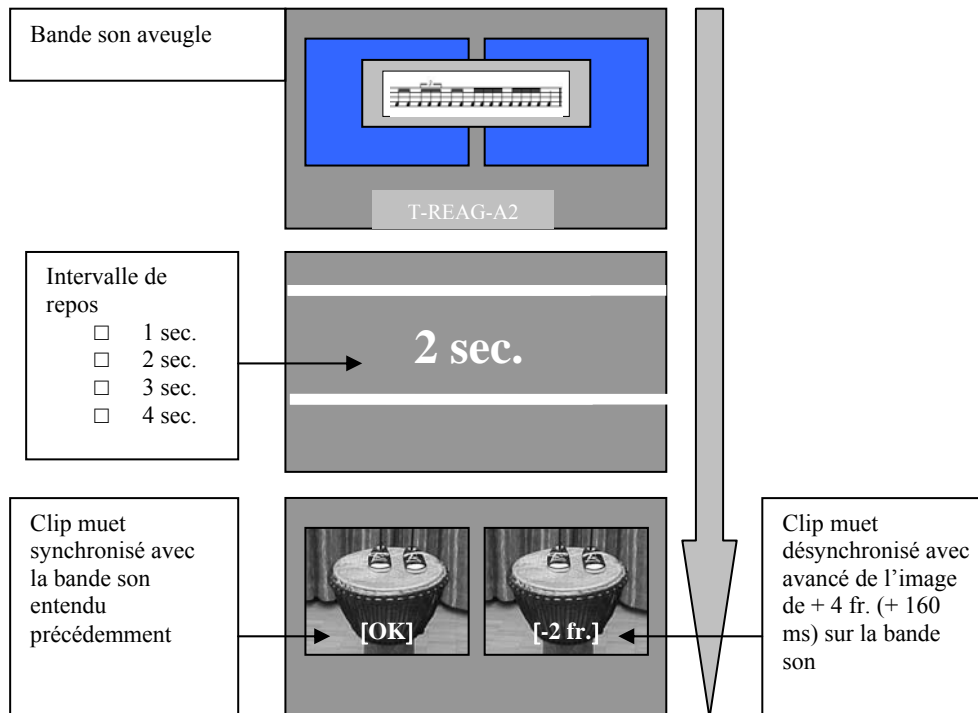 Bande son aveugle
T-REAG-A2
Intervalle de
repos
□ 1 sec.
□ 2 sec.
□ 3 sec.
□ 4 sec.
2 sec.
Clip muet
synchronisé avec
la bande son
entendu
précédemment
[OK]
[-2 fr.]
Clip muet
désynchronisé avec
avancé de l’image
de + 4 fr. (+ 160
ms) sur la bande
son